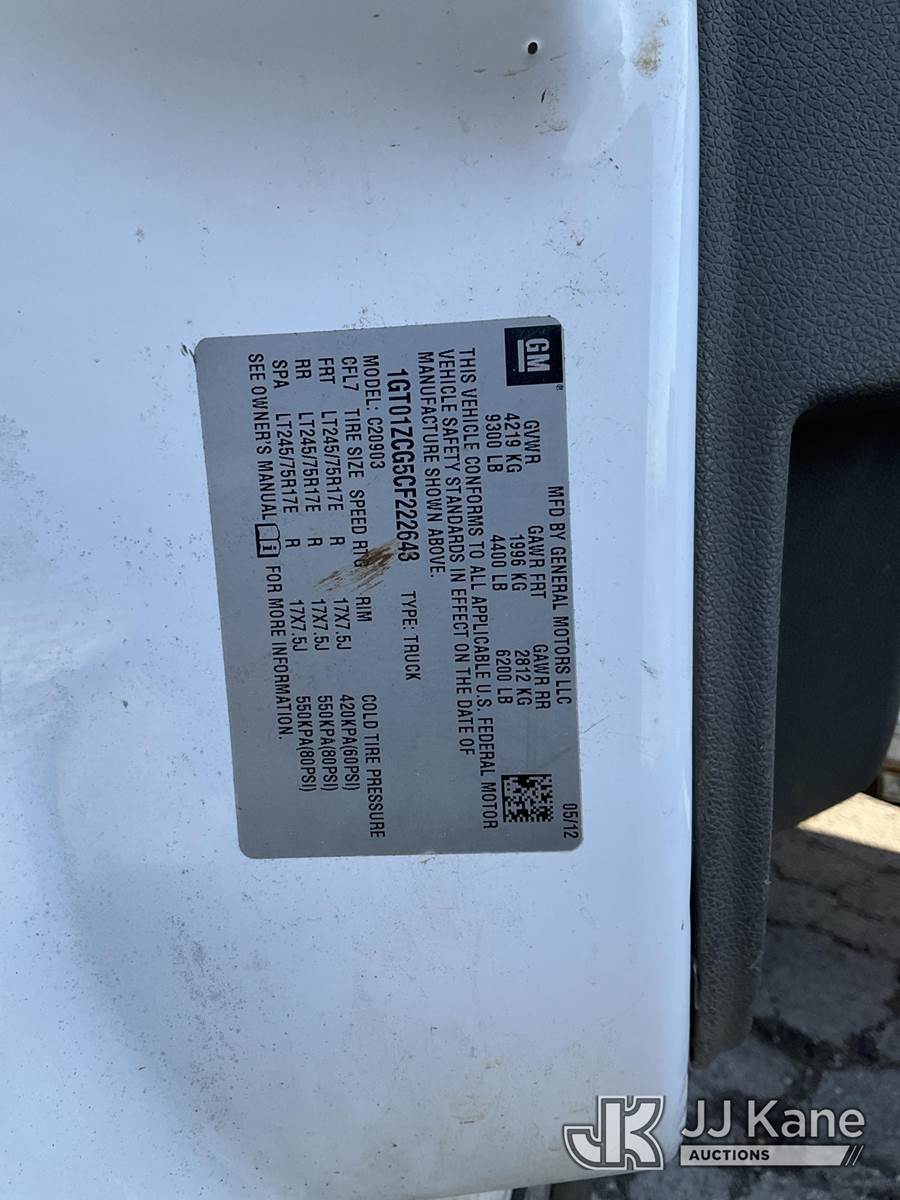 GM
®
MFD BY GENERAL MOTORS LLC
05/12
GVWR GAWR FRT GAWR RR
4219 KG 1996 KG 2812 KG
9300 LB 4400 LB 6200 LB
THIS VEHICLE CONFORMS TO ALL APPLICABLE U.S. FEDERAL MOTOR
VEHICLE SAFETY STANDARDS IN EFFECT ON THE DATE OF
MANUFACTURE SHOWN ABOVE.
1GT01ZCG5CF222643 TYPE: TRUCK
MODEL: C20903
CFL7 TIRE SIZE SPEED RTG RIM COLD TIRE PRESSURE
FRT LT245/75R17E R 17X7.5J 420KPA(60PSI)
RR LT245/75R17E R 17X7.5J 550KPA(80PSI)
SPA LT245/75R17E R 17X7.5J 550KPA(80PSI)
SEE OWNER'S MANUAL FOR MORE INFORMATION.
JK JJ Kane
AUCTIONS